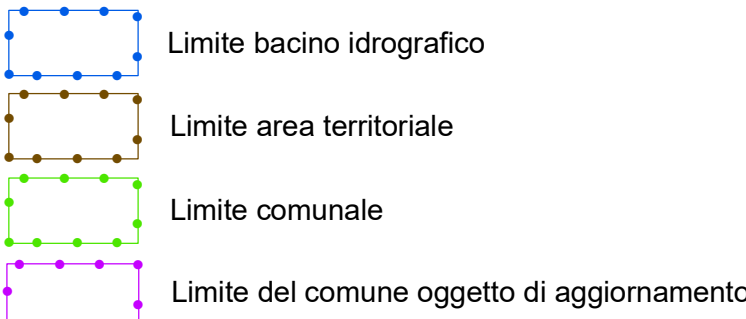 Limite bacino idrografico
Limite area territoriale
Limite comunale
Limite del comune oggetto di aggiornamento